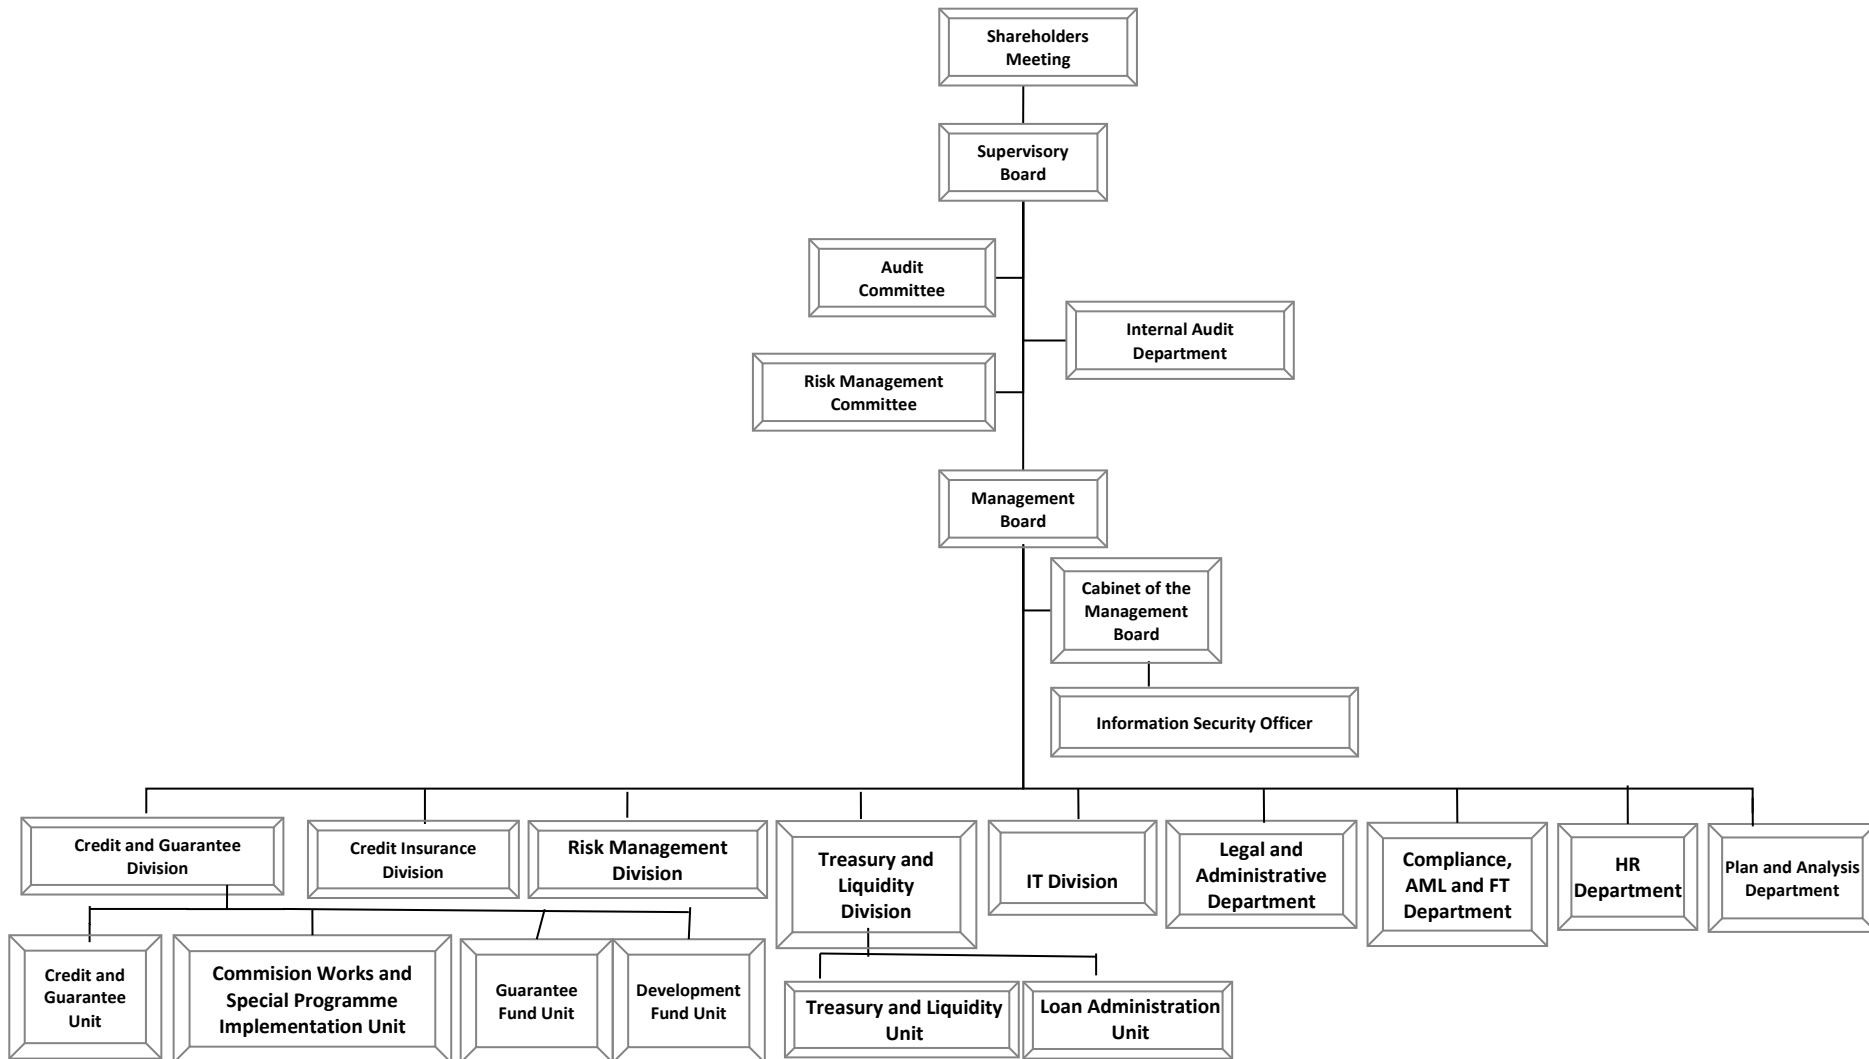 Shareholders
Meeting
Supervisory
Board
Audit
Committee
Internal Audit
Department
Risk Management
Committee
Management
Board
Cabinet of the
Management
Board
Information Security Officer
Credit and Guarantee
Division
Credit Insurance
Division
Risk Management
Division
Treasury and
Liquidity
Division
IT Division
Legal and
Administrative
Department
Compliance,
AML and FT
Department
HR
Department
Plan and Analysis
Department
Credit and
Guarantee
Unit
Commision Works and
Special Programme
Implementation Unit
Guarantee
Fund Unit
Development
Fund Unit
Treasury and Liquidity
Unit
Loan Administration
Unit